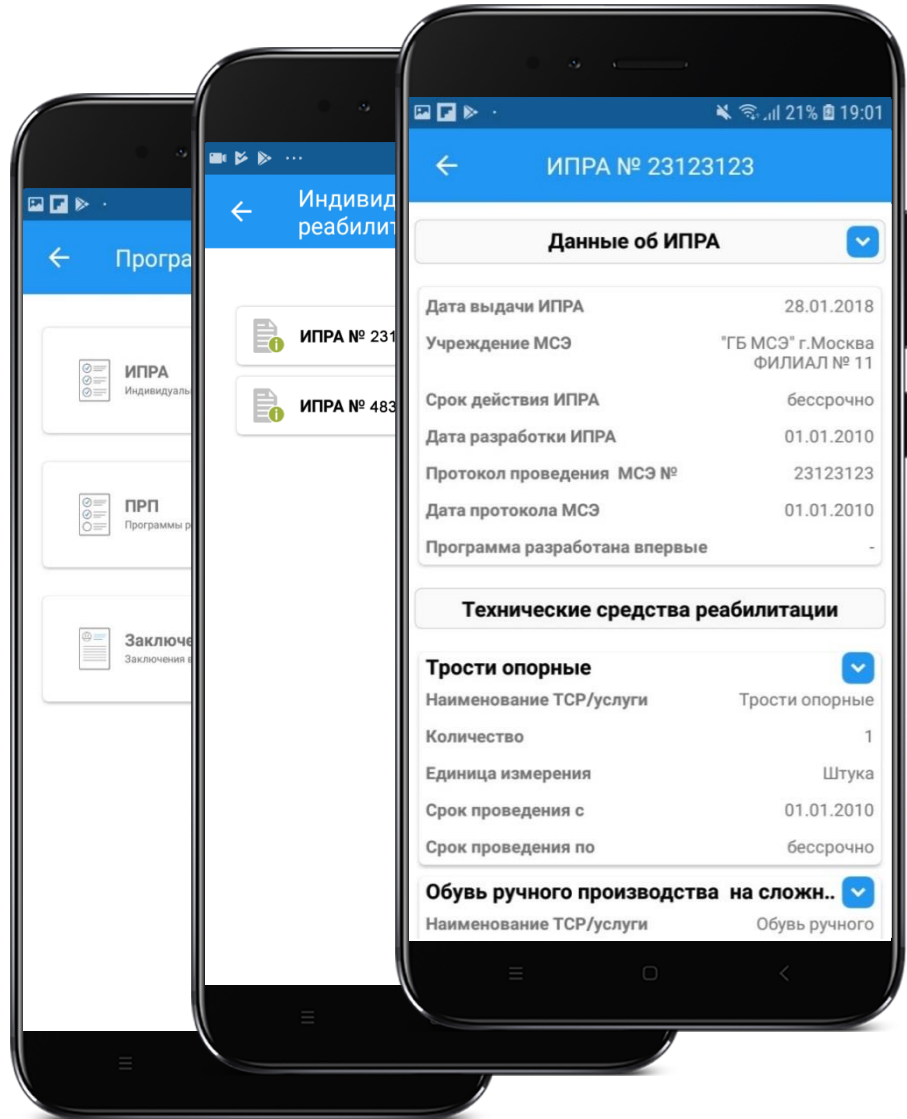 Програ
ИПРА
Индивидуаль
ПРП
Программы р
Заключе
Заключения в
Индивид
реабилит
ИПРА № 231
ИПРА № 483
21% 19:01
ИПРА № 23123123
Данные об ИПРА
Дата выдачи ИПРА 28.01.2018
Учреждение МСЭ "ГБ МСЭ" г.Москва
ФИЛИАЛ № 11
Срок действия ИПРА бессрочно
Дата разработки ИПРА 01.01.2010
Протокол проведения МСЭ № 23123123
Дата протокола МСЭ 01.01.2010
Программа разработана впервые -
Технические средства реабилитации
Трости опорные
Наименование ТСР/услуги Трости опорные
Количество 1
Единица измерения Штука
Срок проведения с 01.01.2010
Срок проведения по бессрочно
Обувь ручного производства на сложн..
Наименование ТСР/услуги Обувь ручного